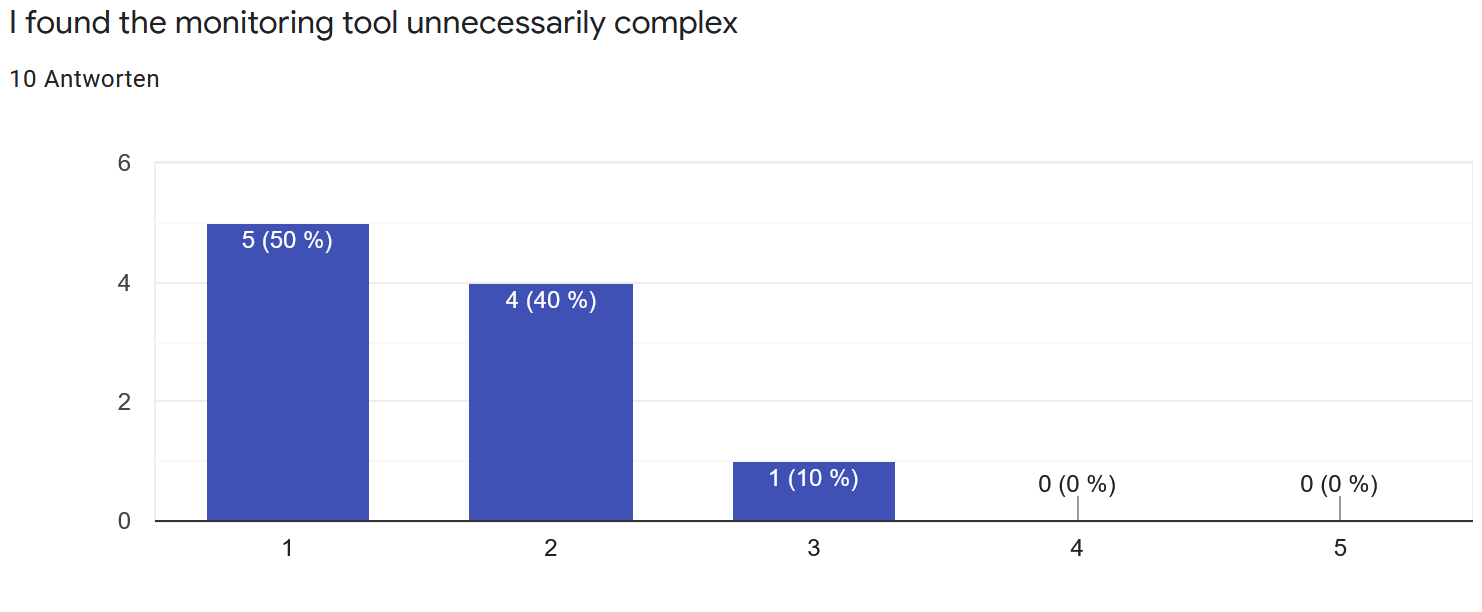 I found the monitoring tool unnecessarily complex
10 Antworten
6
4
2
0
5 (50 %)
4 (40 %)
1 (10 %)
0 (0 %)
0 (0 %)
1
2
3
4
5